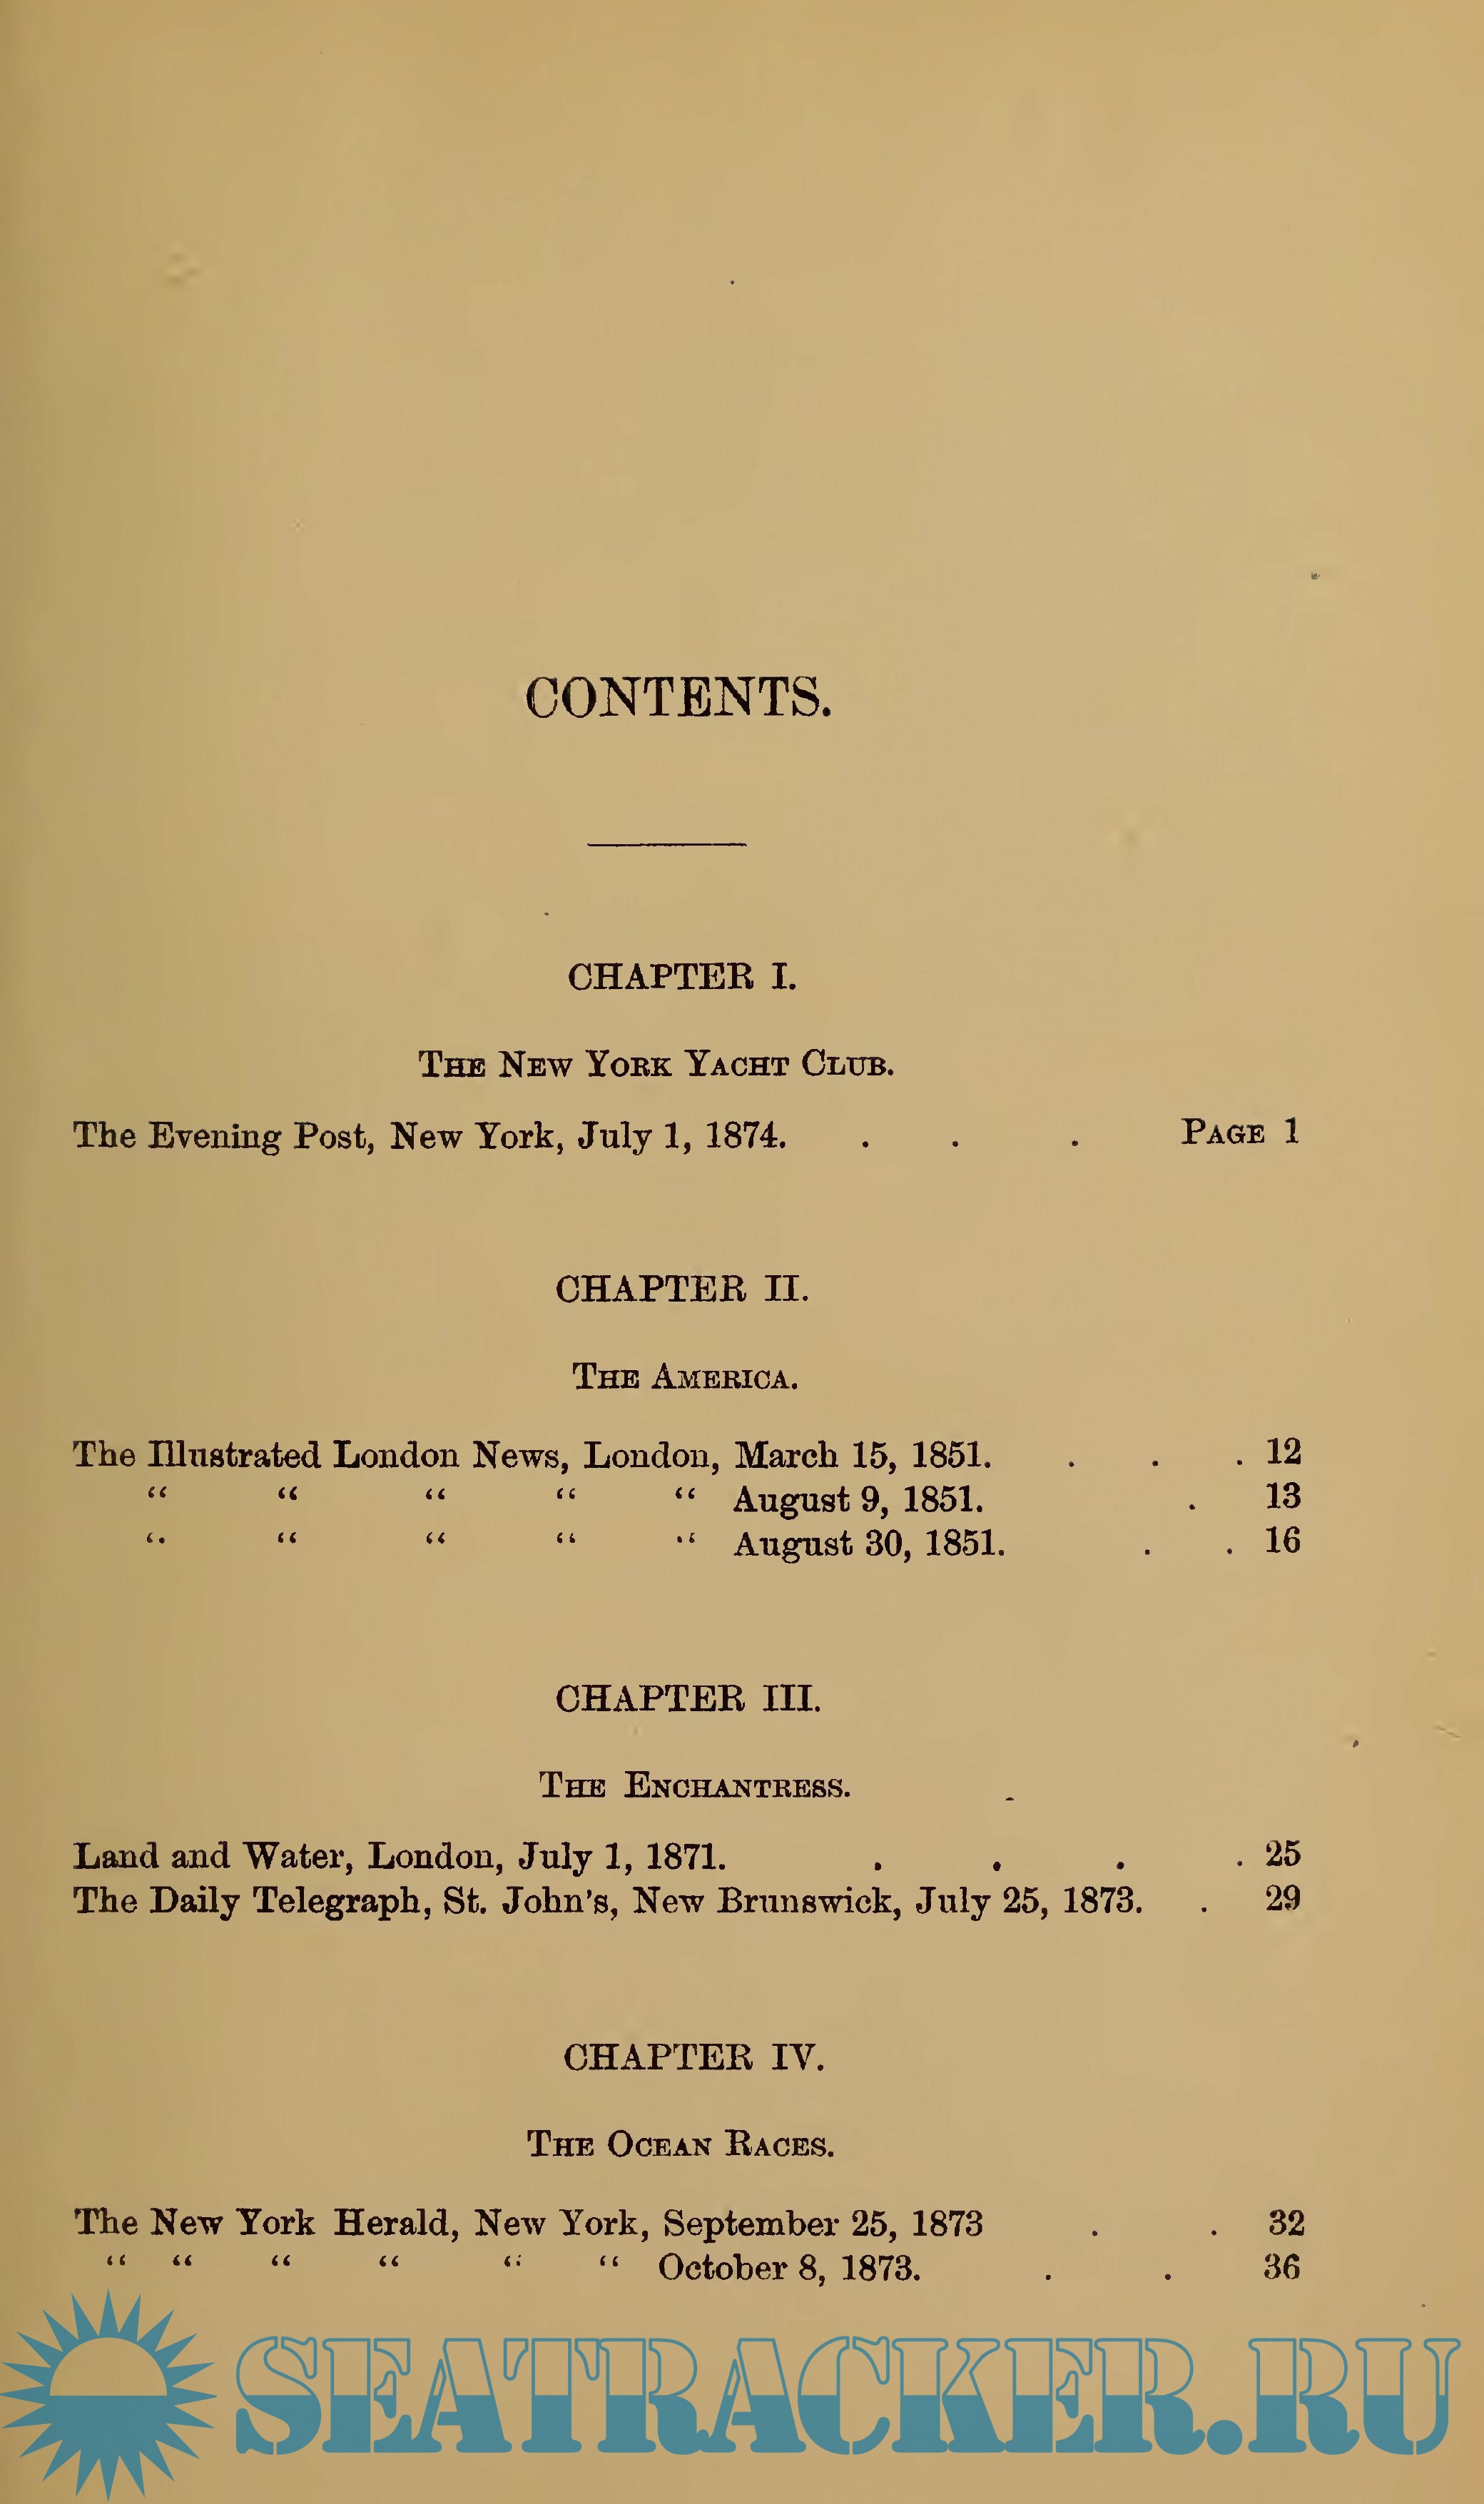 CONTENTS.
CHAPTER I.
The New York Yacht Club.
The Evening Post, New York, July 1, 1874. . . . Page 1
CHAPTER II.
The America.
The Illustrated London News, London, March 15, 1851. . . . 12
“ “ “ “ “ August 9, 1851. . 13
“ “ “ “ “ August 30, 1851. . . 16
CHAPTER III.
The Enchantress.
Land and Water, London, July 1, 1871. . . . . 25
The Daily Telegraph, St. John's, New Brunswick, July 25, 1873. . 29
CHAPTER IV.
The Ocean Races.
The New York Herald, New York, September 25, 1873 . . 32
“ “ “ “ “ “ October 8, 1873. . . 36
SEATRACKER.RU